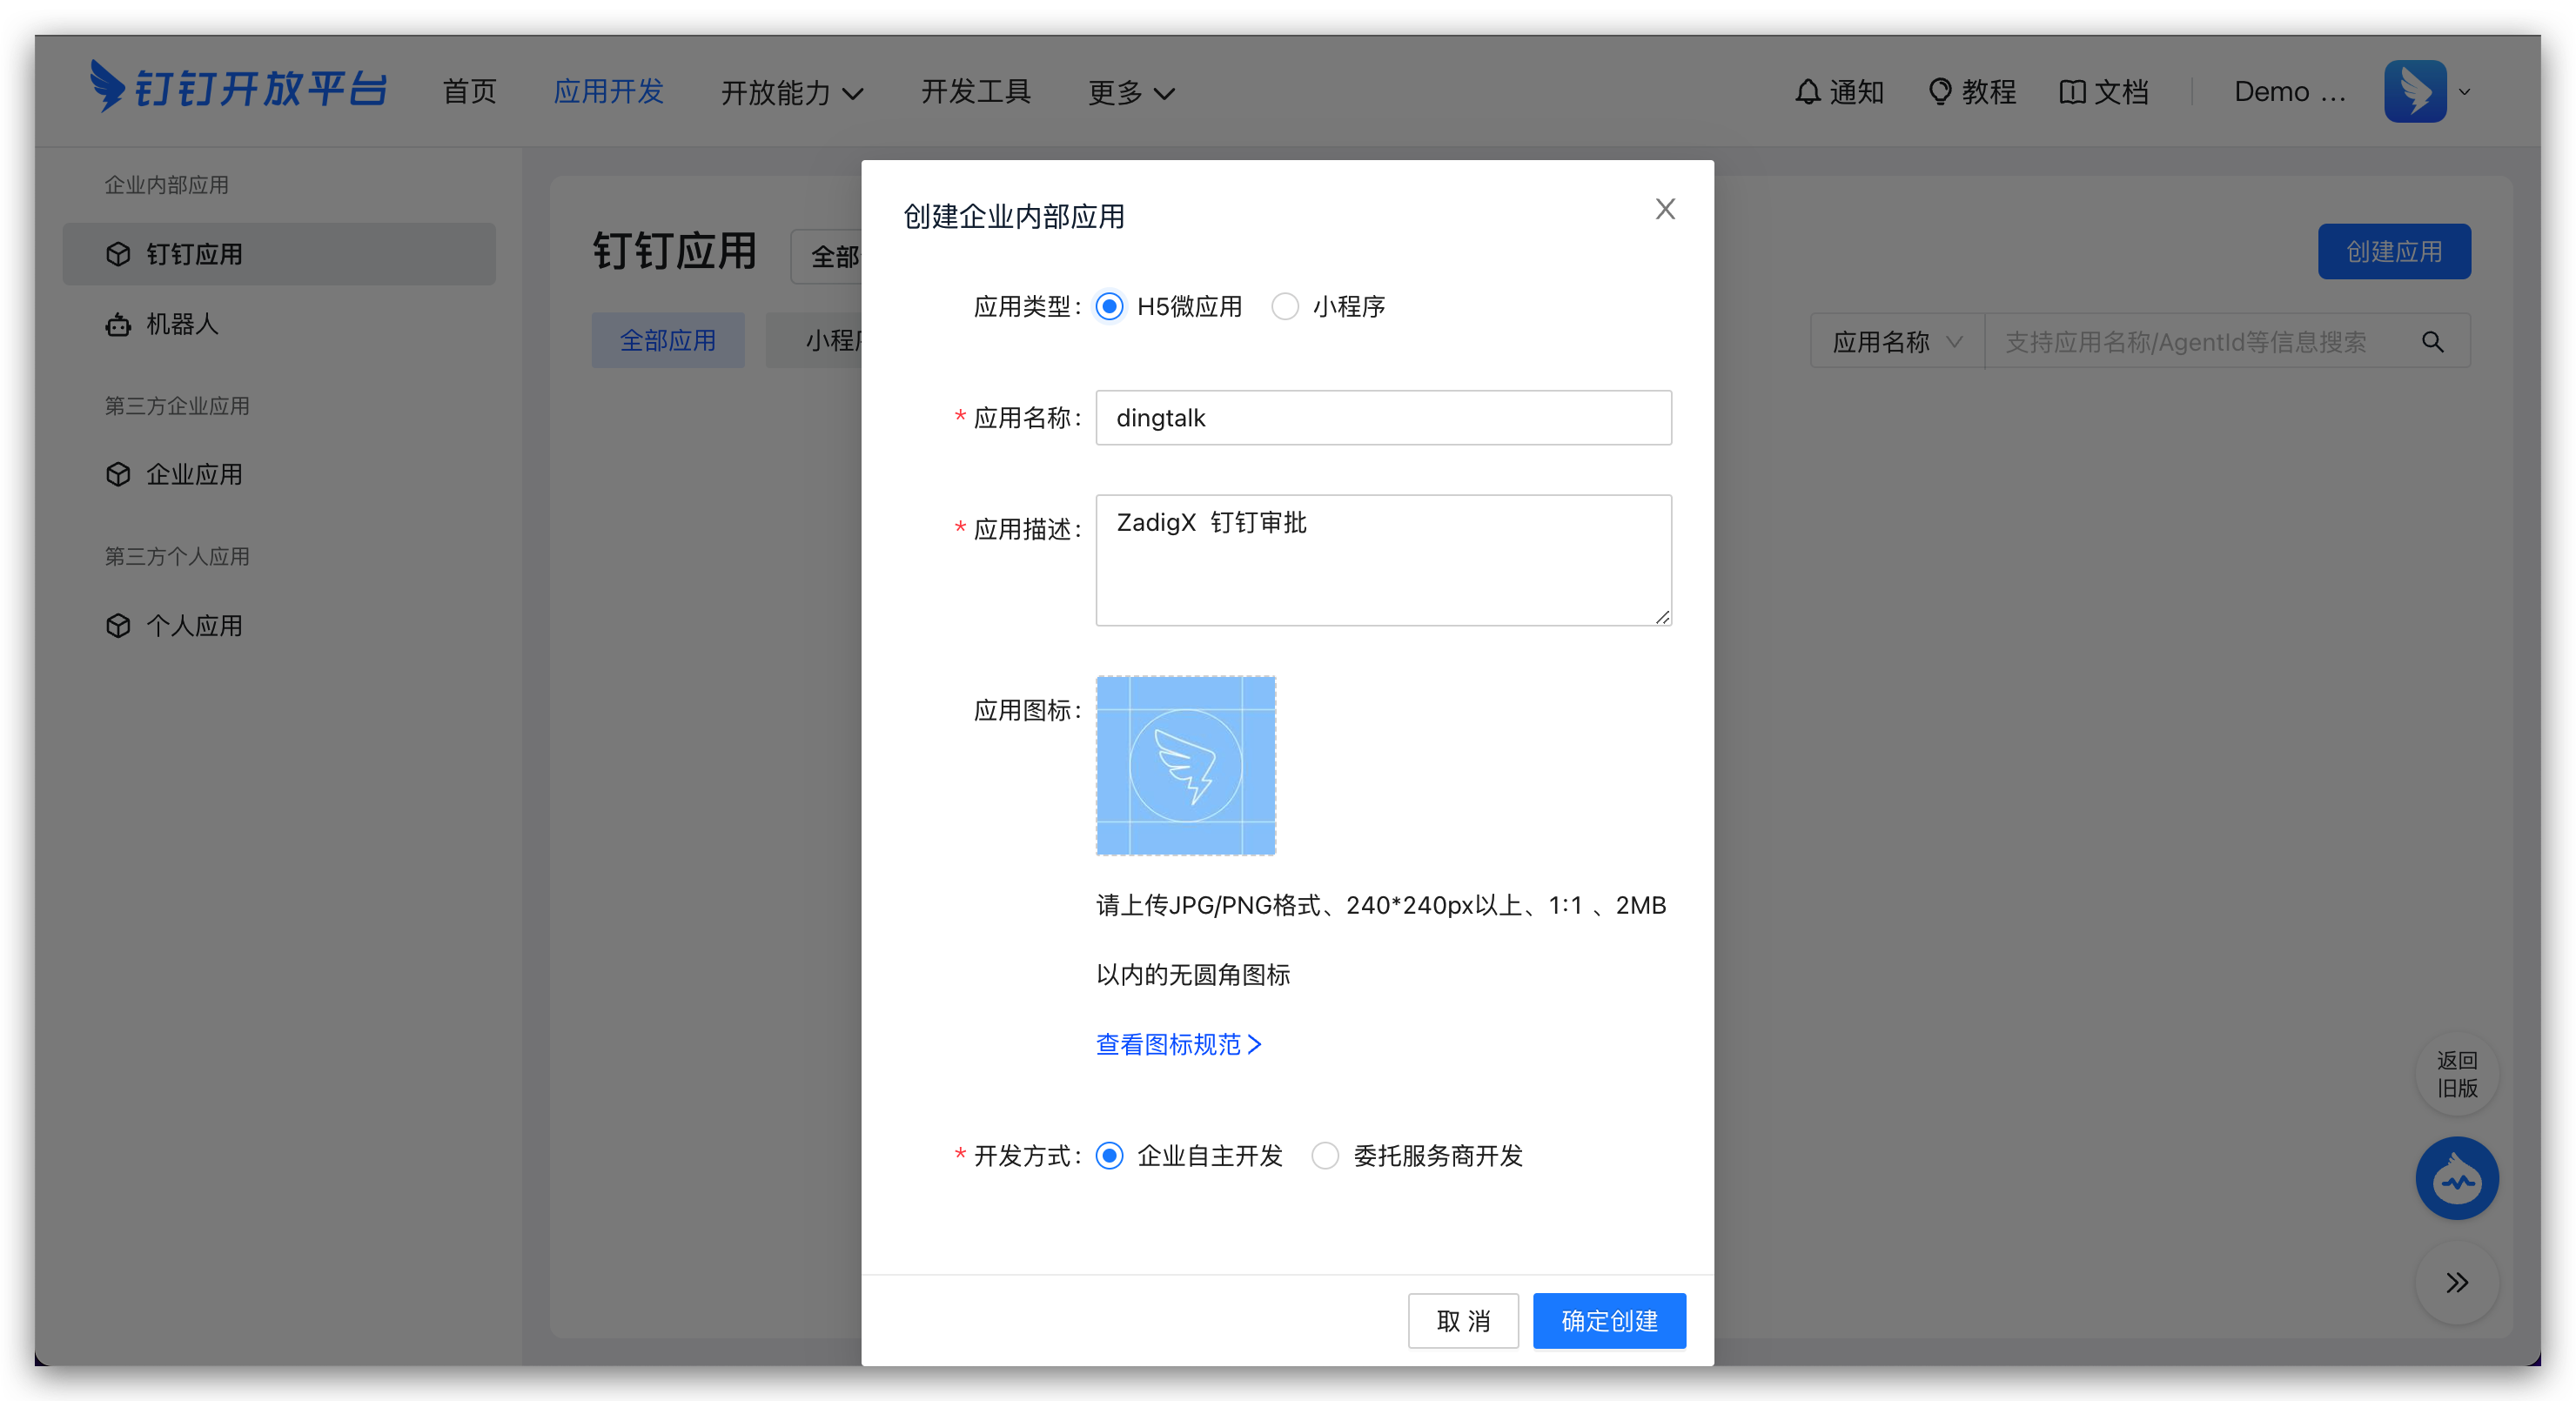 钉钉开放平台 首页 应用开发 开放能力 开发工具 更多 通知 教程 文档 Demo ...
企业内部应用
钉钉应用
机器人
第三方企业应用
企业应用
第三方个人应用
个人应用
钉钉应用 全部
创建应用
全部应用 小程
应用名称 支持应用名称/AgentId等信息搜索
创建企业内部应用
应用类型: H5微应用 小程序
* 应用名称: dingtalk
* 应用描述: ZadigX 钉钉审批
应用图标:
请上传JPG/PNG格式、240*240px以上、1:1 、2MB
以内的无圆角图标
查看图标规范
* 开发方式: 企业自主开发 委托服务商开发
取 消 确定创建
返回
旧版